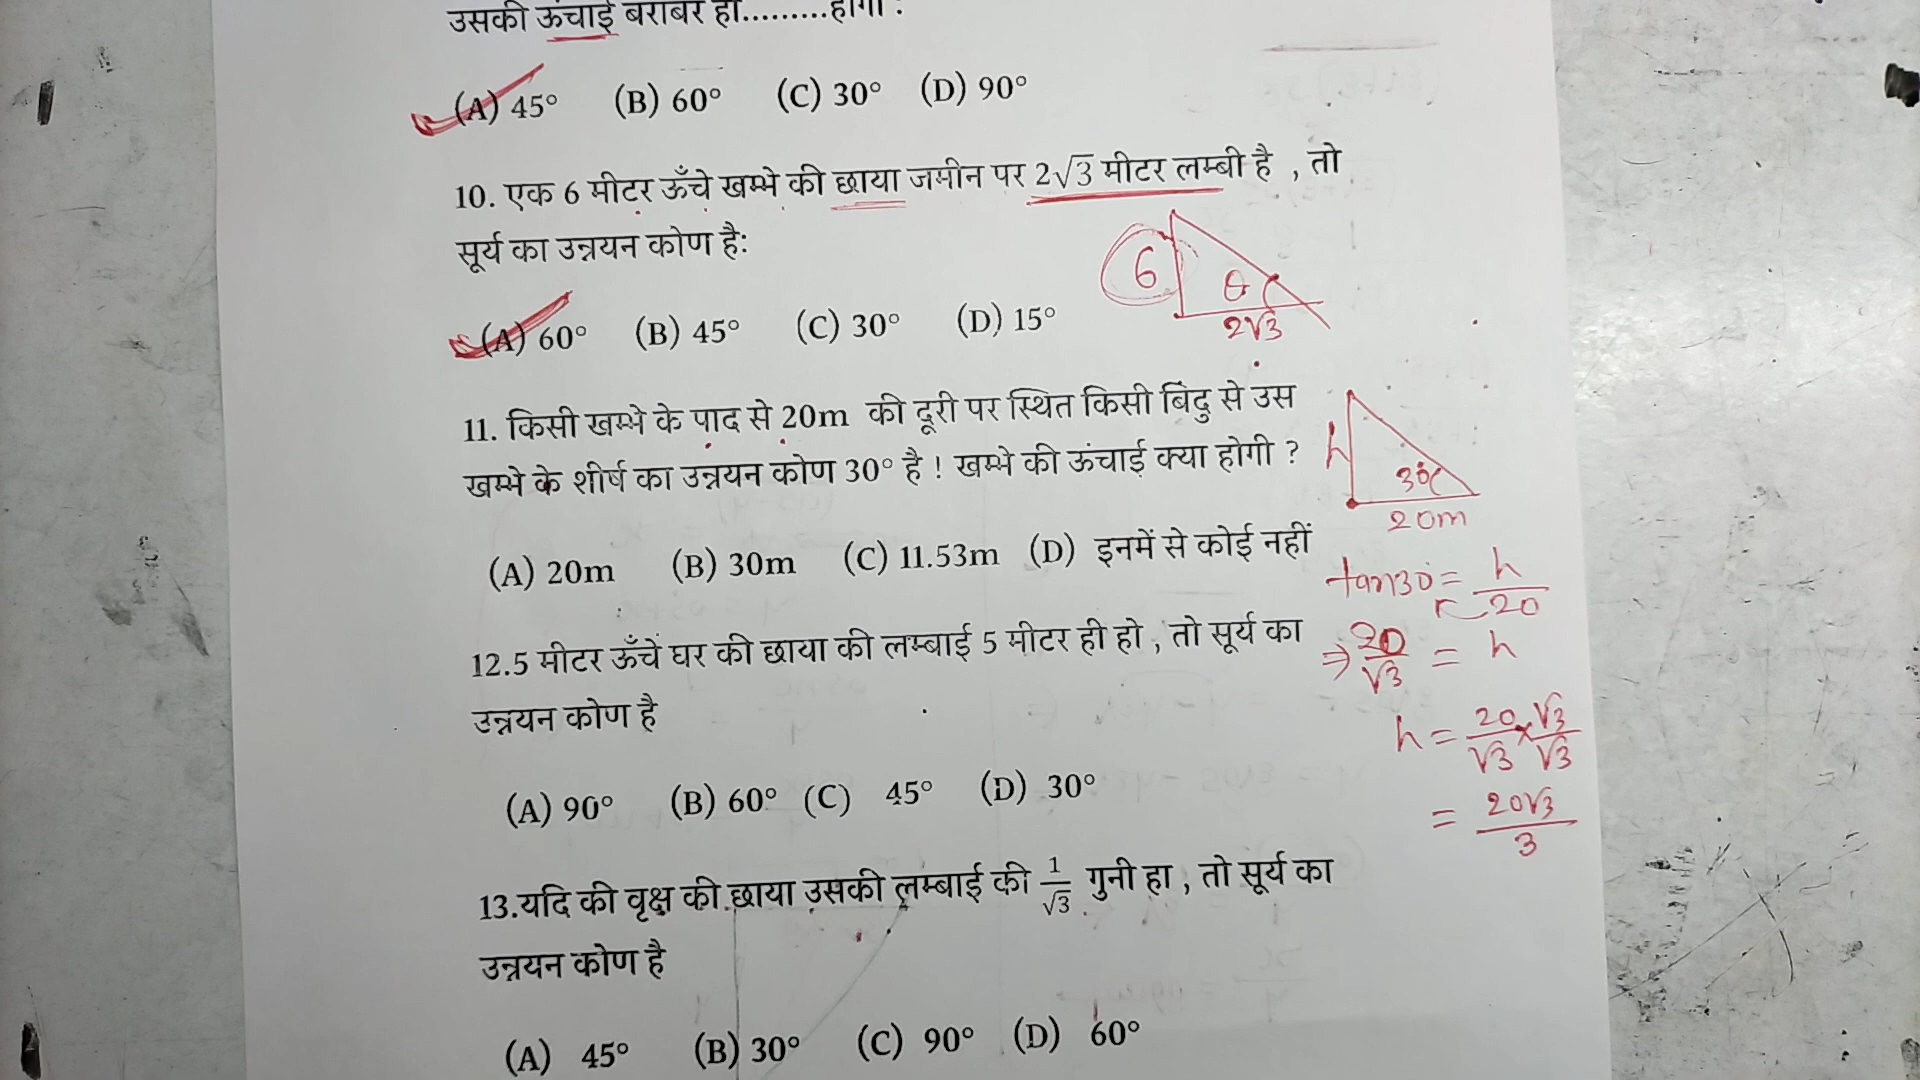 उसकी ऊंचाई बराबर हो.........होगी :
(A) 45° (B) 60° (C) 30° (D) 90°
10. एक 6 मीटर ऊँचे खम्भे की छाया जमीन पर 2√3 मीटर लम्बी है , तो
सूर्य का उन्नयन कोण है:
6 θ
2√3
(A) 60° (B) 45° (C) 30° (D) 15°
11. किसी खम्भे के पाद से 20m की दूरी पर स्थित किसी बिंदु से उस
खम्भे के शीर्ष का उन्नयन कोण 30° है ! खम्भे की ऊंचाई क्या होगी ?
h 30°
20m
(A) 20m (B) 30m (C) 11.53m (D) इनमें से कोई नहीं
tan30° = h/20
⇒ 20/√3 = h
h = 20/√3 × √3/√3
= 20√3/3
12.5 मीटर ऊँचे घर की छाया की लम्बाई 5 मीटर ही हो , तो सूर्य का
उन्नयन कोण है
(A) 90° (B) 60° (C) 45° (D) 30°
13.यदि की वृक्ष की छाया उसकी लम्बाई की 1/√3 गुनी हा , तो सूर्य का
उन्नयन कोण है
(A) 45° (B) 30° (C) 90° (D) 60°